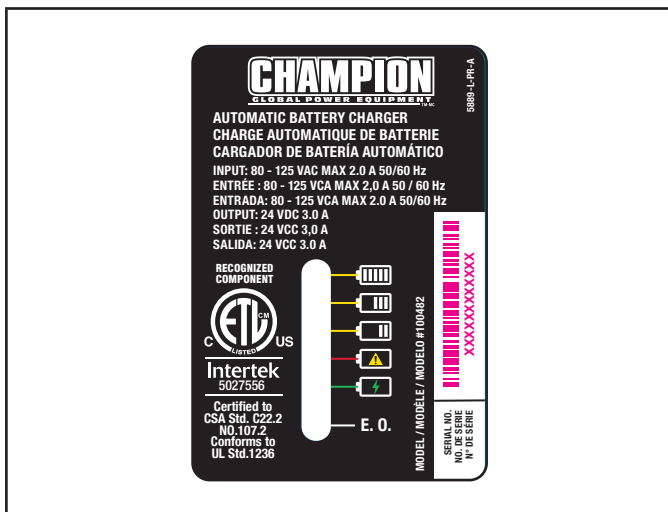 CHAMPION
GLOBAL POWER EQUIPMENT
TM-MC
5889-L-PR-A
AUTOMATIC BATTERY CHARGER
CHARGE AUTOMATIQUE DE BATTERIE
CARGADOR DE BATERÍA AUTOMÁTICO
INPUT: 80 - 125 VAC MAX 2.0 A 50/60 Hz
ENTRÉE : 80 - 125 VCA MAX 2,0 A 50 / 60 Hz
ENTRADA: 80 - 125 VCA MAX 2.0 A 50/60 Hz
OUTPUT: 24 VDC 3.0 A
SORTIE : 24 VCC 3,0 A
SALIDA: 24 VCC 3.0 A
RECOGNIZED
COMPONENT
ETL
CM
LISTED
C US
Intertek
5027556
Certified to
CSA Std. C22.2
NO.107.2
Conforms to
UL Std.1236
E. O.
MODEL / MODÈLE / MODELO #100482
XXXXXXXXXXXXX
SERIAL NO.
NO. DE SERIE
N° DE SÉRIE